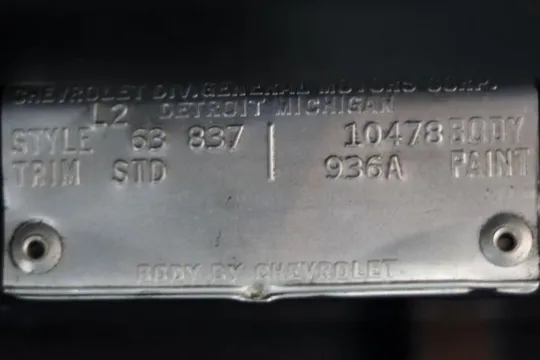 CHEVROLET DIV. GENERAL MOTORS CORP.
L2 DETROIT MICHIGAN
STYLE 63 837 10478 BODY
TRIM STD 936A PAINT
BODY BY CHEVROLET